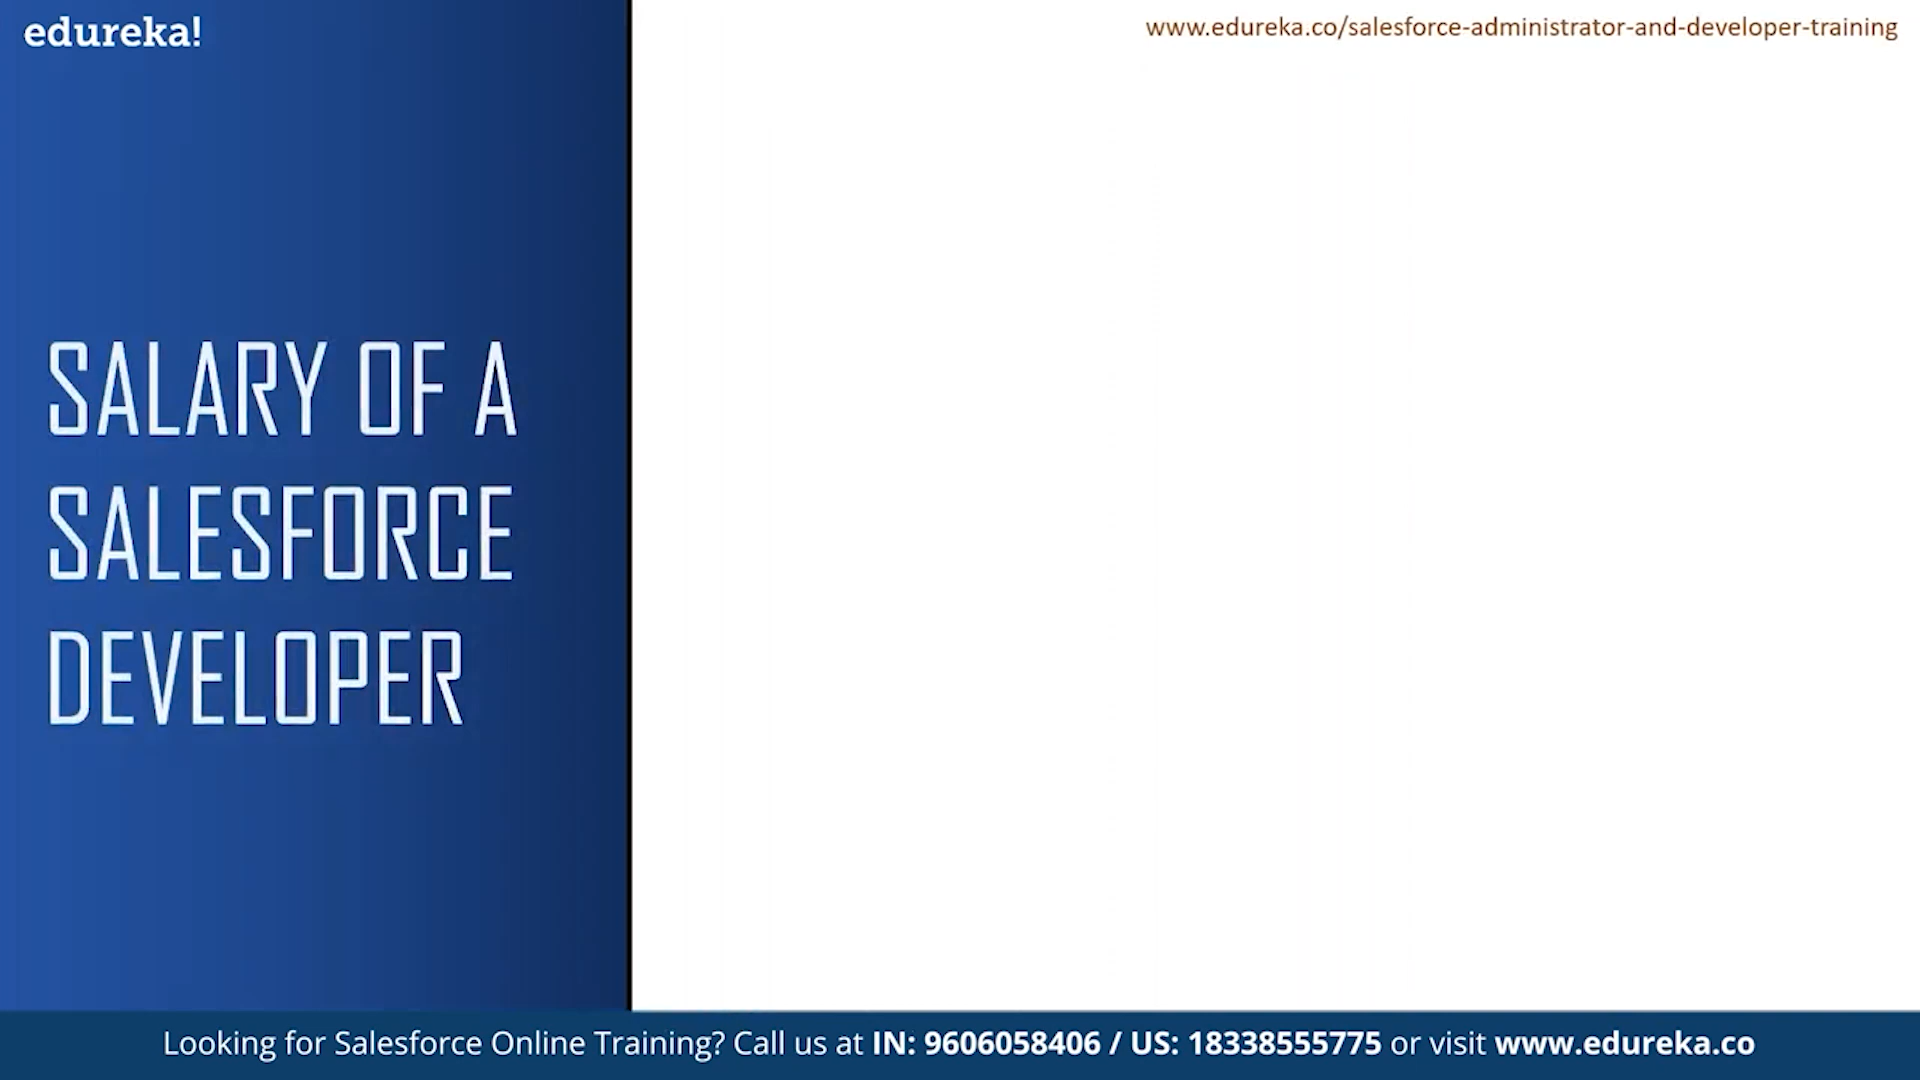 edureka!
www.edureka.co/salesforce-administrator-and-developer-training
SALARY OF A
SALESFORCE
DEVELOPER
Looking for Salesforce Online Training? Call us at IN: 9606058406 / US: 18338555775 or visit www.edureka.co